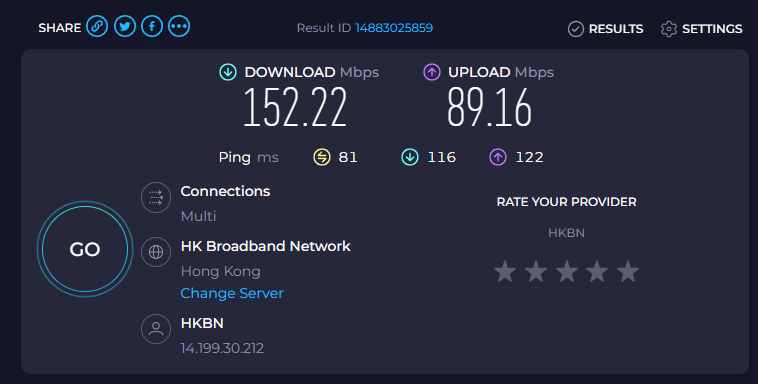 SHARE
Result ID 14883025859
RESULTS
SETTINGS
DOWNLOAD Mbps
152.22
UPLOAD Mbps
89.16
Ping ms
81
116
122
GO
Connections
Multi
HK Broadband Network
Hong Kong
Change Server
HKBN
14.199.30.212
RATE YOUR PROVIDER
HKBN